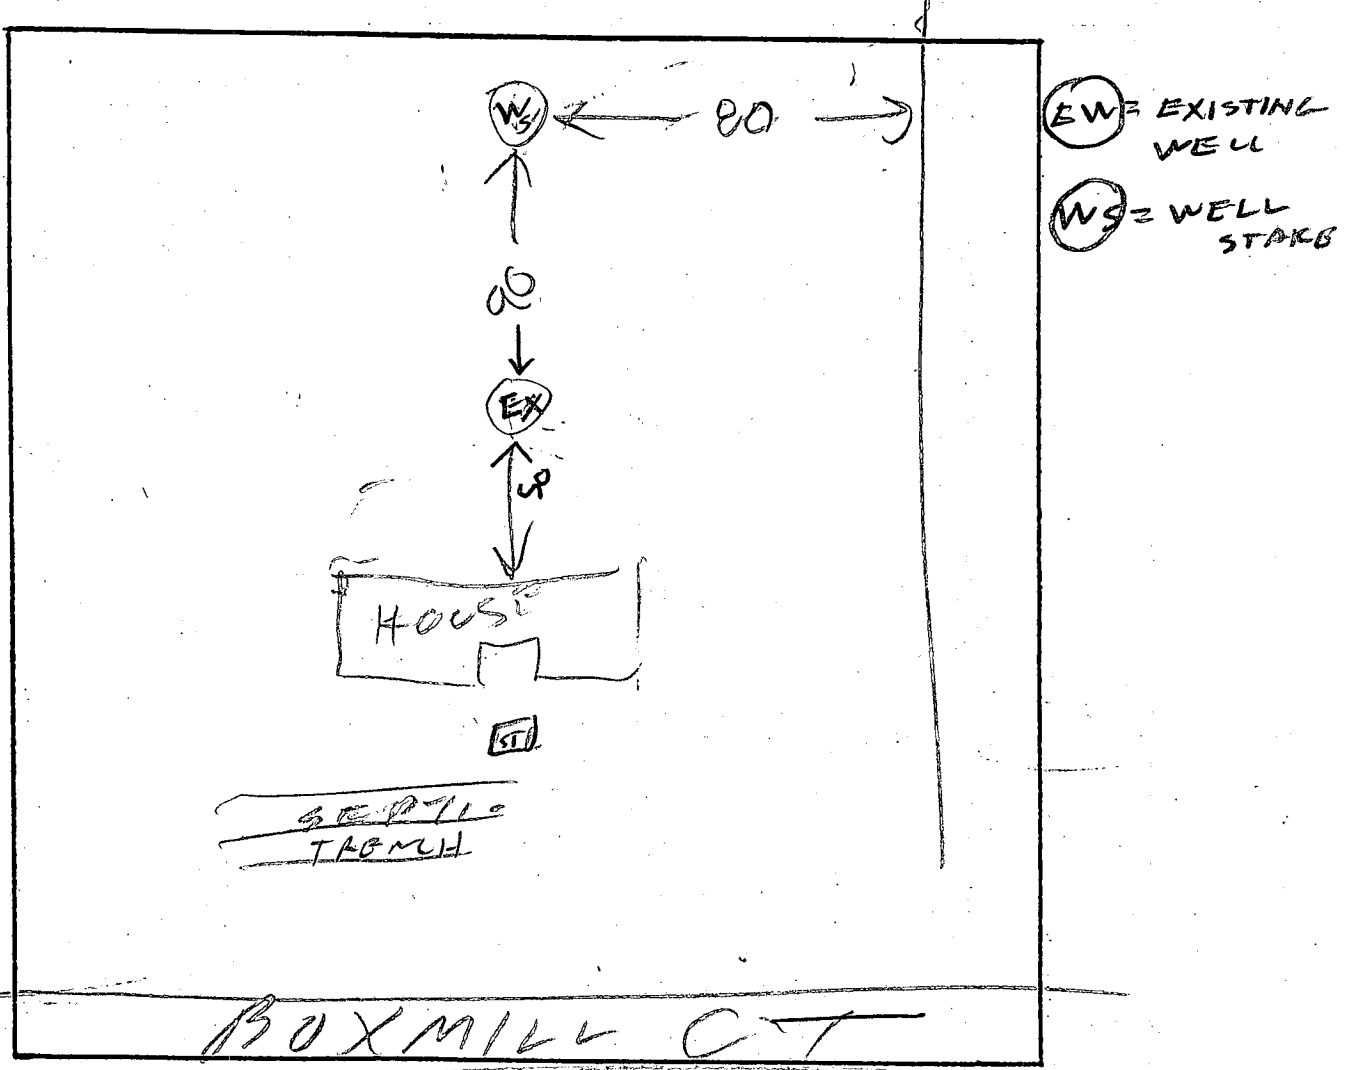 WS
80
EW = EXISTING
WELL
WS = WELL
STAKE
EX
HOUSE
ST
SEPTIC
TRENCH
BOXMILL CT